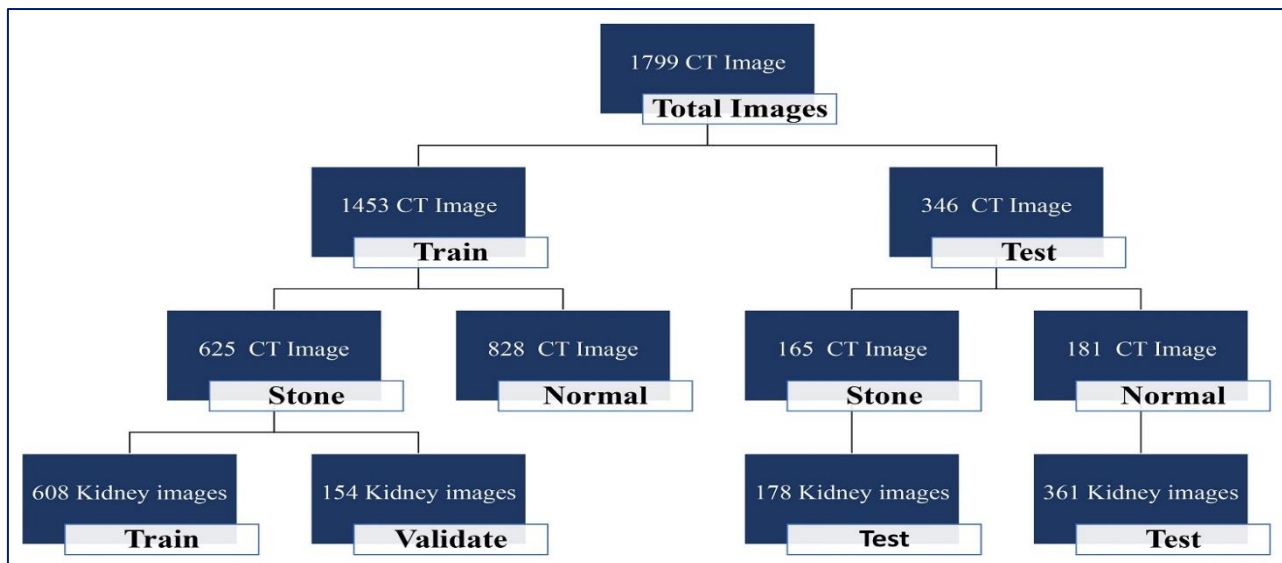 1799 CT Image
Total Images
1453 CT Image
Train
346 CT Image
Test
625 CT Image
Stone
828 CT Image
Normal
165 CT Image
Stone
181 CT Image
Normal
608 Kidney images
Train
154 Kidney images
Validate
178 Kidney images
Test
361 Kidney images
Test